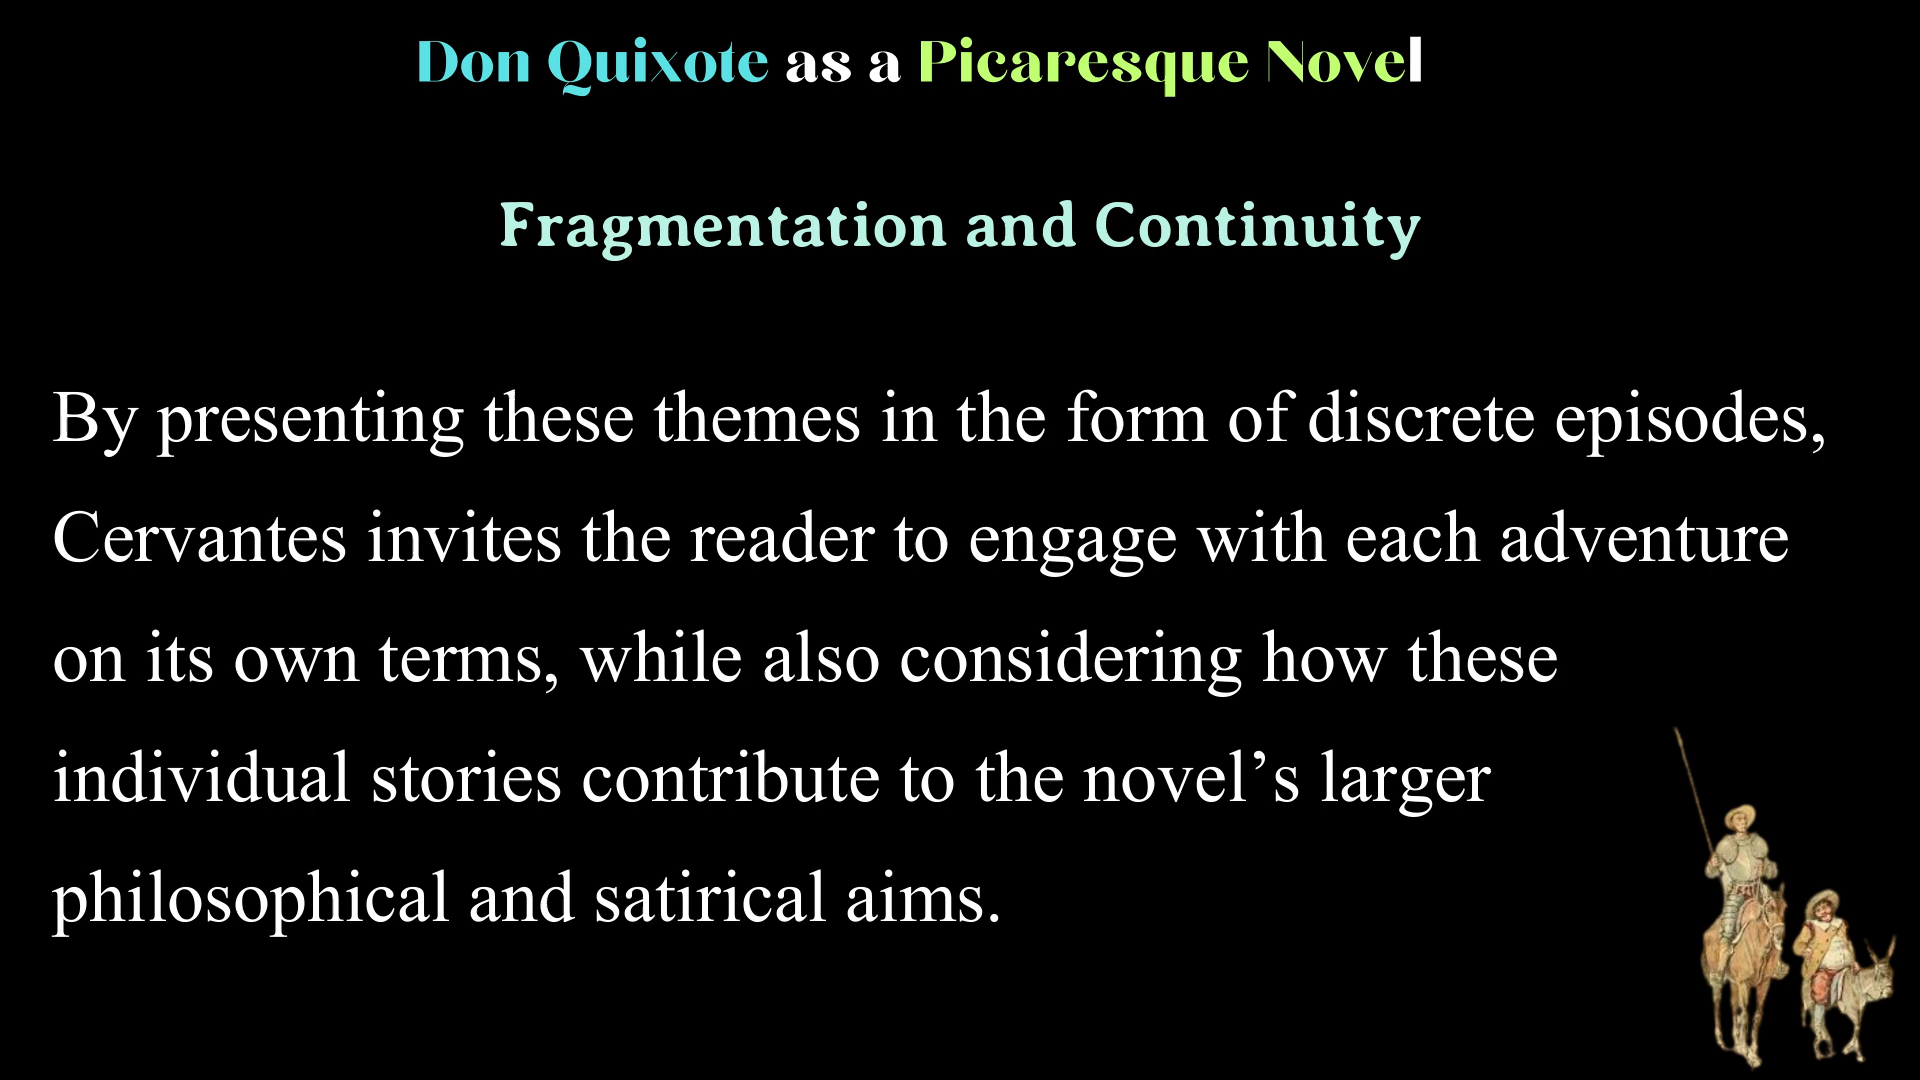 Don Quixote as a Picaresque Novel
Fragmentation and Continuity
By presenting these themes in the form of discrete episodes,
Cervantes invites the reader to engage with each adventure
on its own terms, while also considering how these
individual stories contribute to the novel’s larger
philosophical and satirical aims.